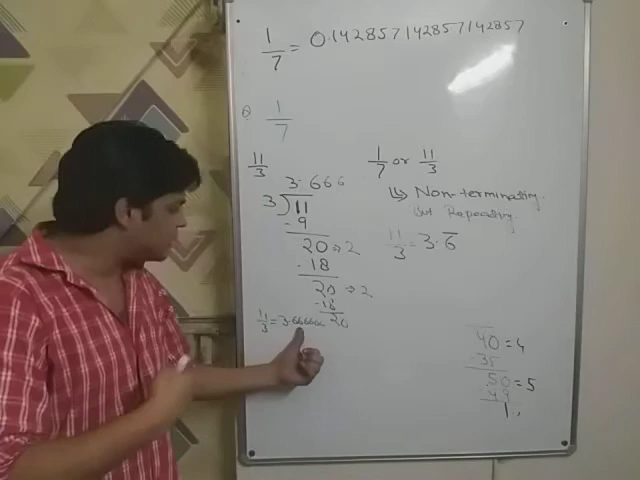 1/7 = 0.142857142857142857
1/7
11/3
3.666
3)11
-9
20 → 2
-18
20 → 2
-18
20
11/3 = 3.66666
1/7 or 11/3
↳ Non-terminating.
But Repeating.
11/3 = 3.6̅
40 = 4
-35
50 = 5
49
1